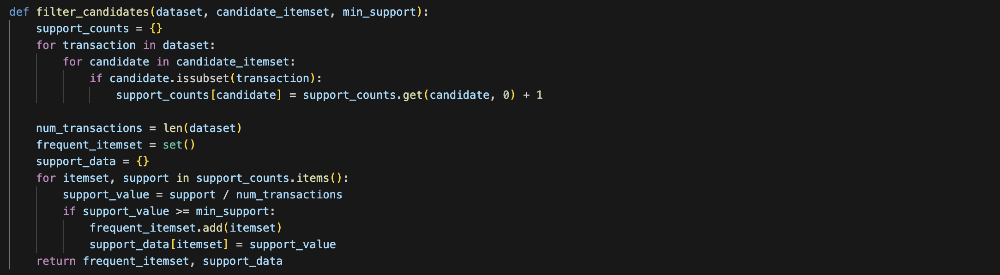 def filter_candidates(dataset, candidate_itemset, min_support):
    support_counts = {}
    for transaction in dataset:
        for candidate in candidate_itemset:
            if candidate.issubset(transaction):
                support_counts[candidate] = support_counts.get(candidate, 0) + 1

    num_transactions = len(dataset)
    frequent_itemset = set()
    support_data = {}
    for itemset, support in support_counts.items():
        support_value = support / num_transactions
        if support_value >= min_support:
            frequent_itemset.add(itemset)
            support_data[itemset] = support_value
    return frequent_itemset, support_data